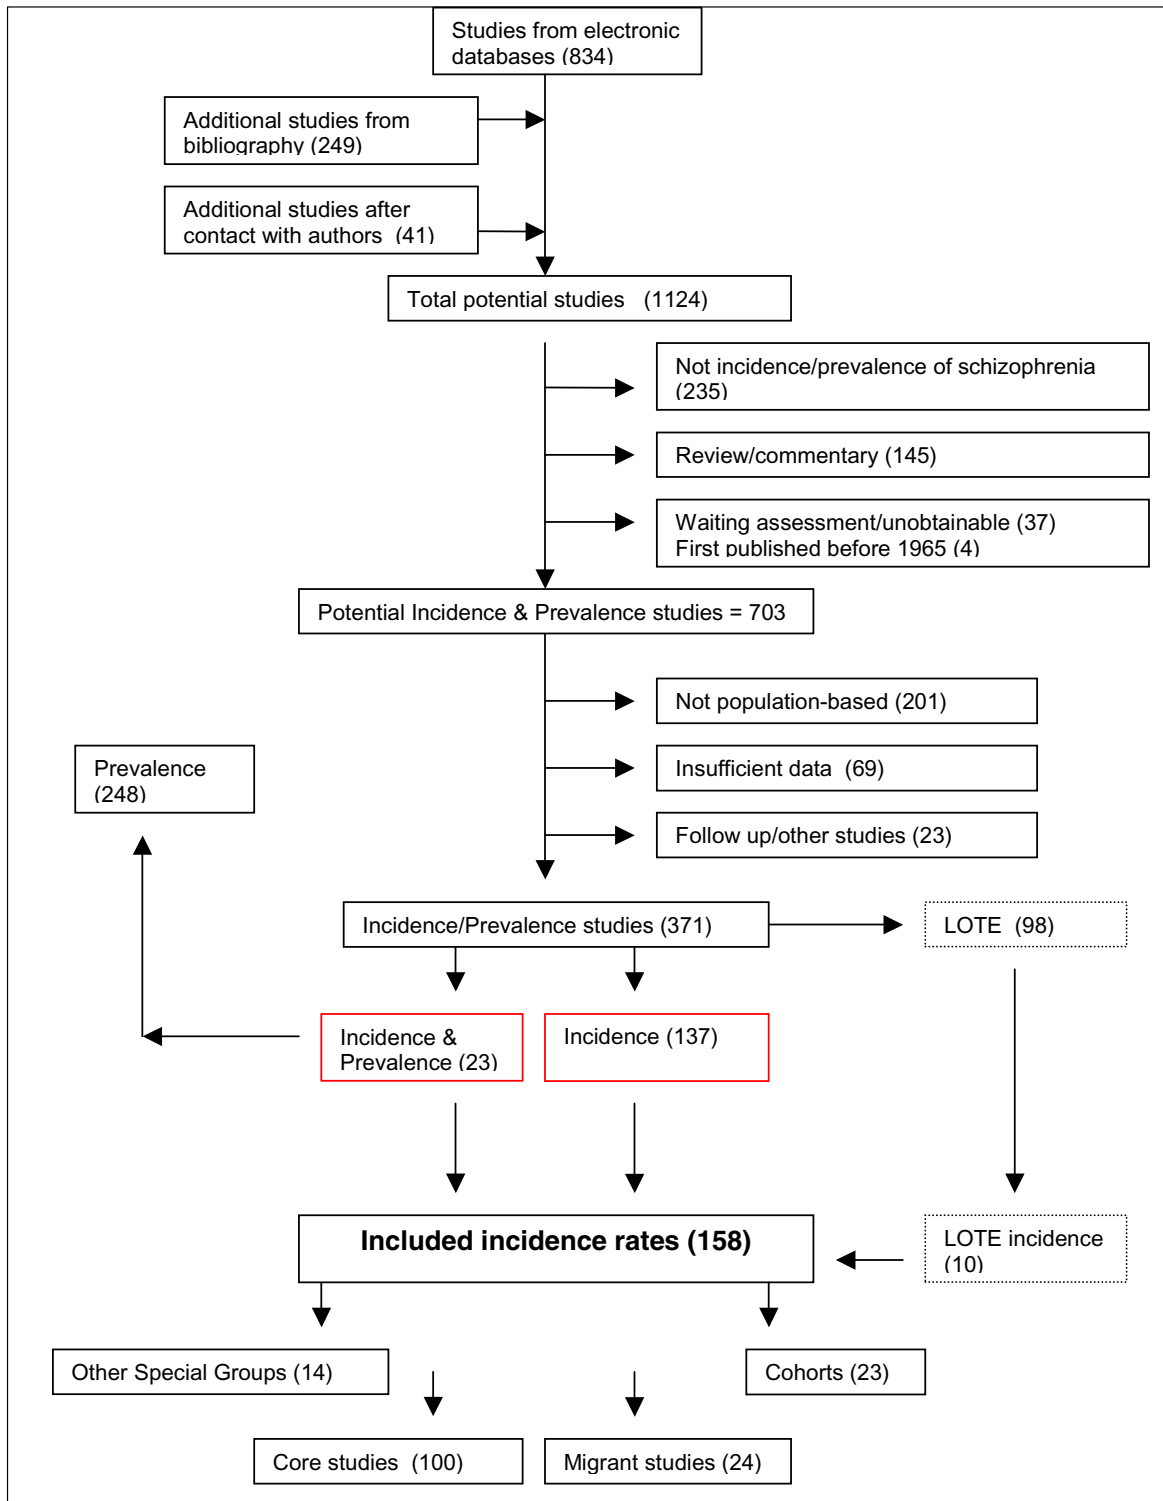 Studies from electronic
databases (834)
Additional studies from
bibliography (249)
Additional studies after
contact with authors (41)
Total potential studies (1124)
Not incidence/prevalence of schizophrenia
(235)
Review/commentary (145)
Waiting assessment/unobtainable (37)
First published before 1965 (4)
Potential Incidence & Prevalence studies = 703
Not population-based (201)
Insufficient data (69)
Follow up/other studies (23)
Prevalence
(248)
Incidence/Prevalence studies (371)
LOTE (98)
Incidence &
Prevalence (23)
Incidence (137)
Included incidence rates (158)
LOTE incidence
(10)
Other Special Groups (14)
Cohorts (23)
Core studies (100)
Migrant studies (24)